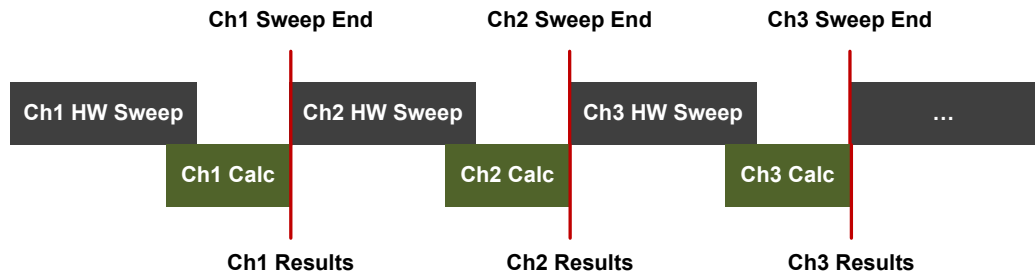 Ch1 Sweep End
Ch2 Sweep End
Ch3 Sweep End
Ch1 HW Sweep
Ch2 HW Sweep
Ch3 HW Sweep
…
Ch1 Calc
Ch2 Calc
Ch3 Calc
Ch1 Results
Ch2 Results
Ch3 Results